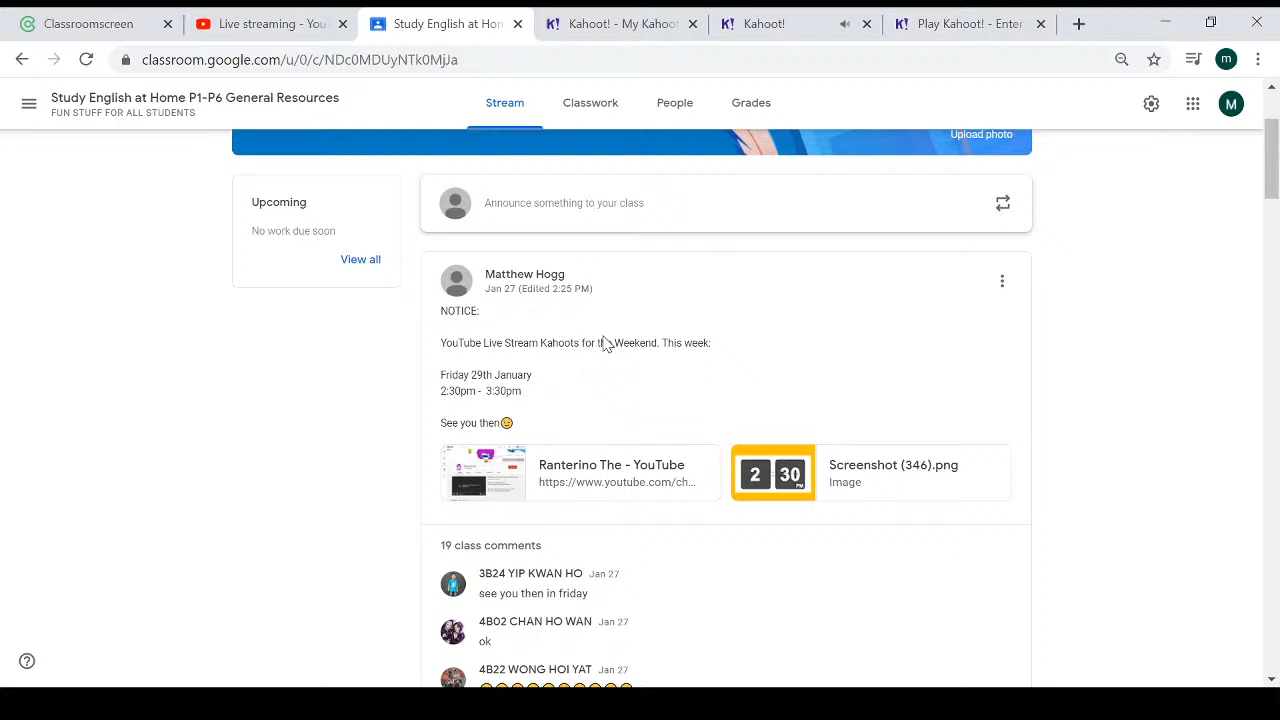 Classroomscreen
Live streaming - You
Study English at Hom
Kahoot! - My Kahoot
Kahoot!
Play Kahoot! - Enter
classroom.google.com/u/0/c/NDc0MDUyNTk0MjJa
m
Study English at Home P1-P6 General Resources
FUN STUFF FOR ALL STUDENTS
Stream
Classwork
People
Grades
M
Upload photo
Upcoming
No work due soon
View all
Announce something to your class
Matthew Hogg
Jan 27 (Edited 2:25 PM)
NOTICE:
YouTube Live Stream Kahoots for the Weekend. This week:
Friday 29th January
2:30pm - 3:30pm
See you then😉
Ranterino The - YouTube
https://www.youtube.com/ch...
2 30 PM
Screenshot (346).png
Image
19 class comments
3B24 YIP KWAN HO Jan 27
see you then in friday
4B02 CHAN HO WAN Jan 27
ok
4B22 WONG HOI YAT Jan 27